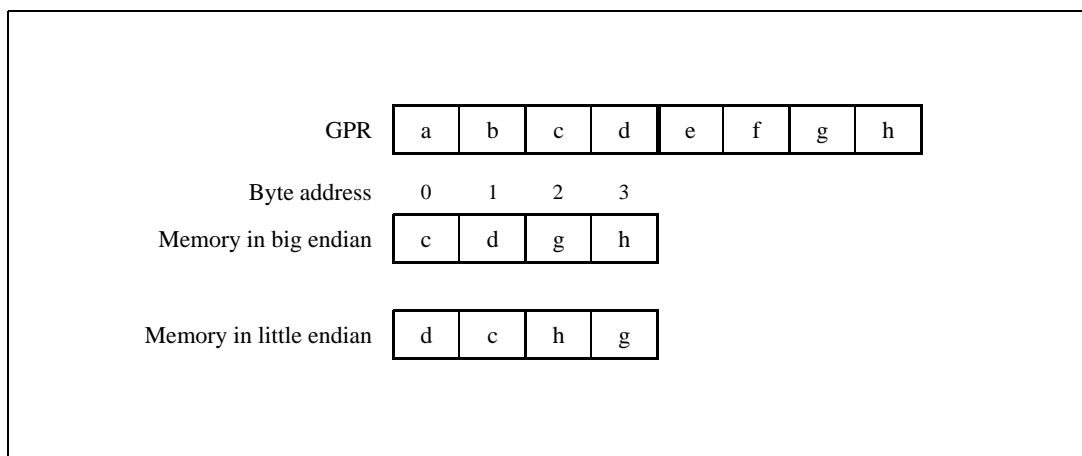 GPR a b c d e f g h
Byte address 0 1 2 3
Memory in big endian c d g h
Memory in little endian d c h g